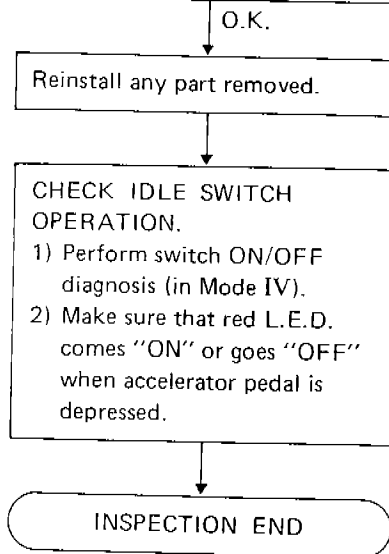 O.K.
Reinstall any part removed.
CHECK IDLE SWITCH
OPERATION.
1) Perform switch ON/OFF
diagnosis (in Mode IV).
2) Make sure that red L.E.D.
comes "ON" or goes "OFF"
when accelerator pedal is
depressed.
INSPECTION END